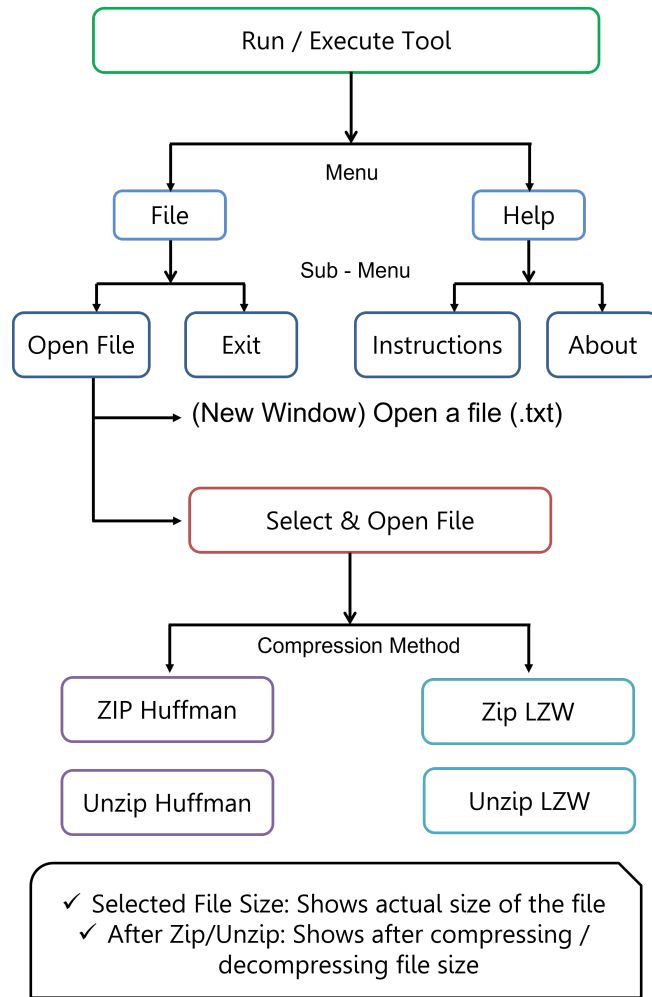 Run / Execute Tool
Menu
File
Help
Sub - Menu
Open File
Exit
Instructions
About
(New Window) Open a file (.txt)
Select & Open File
Compression Method
ZIP Huffman
Zip LZW
Unzip Huffman
Unzip LZW
✓ Selected File Size: Shows actual size of the file
✓ After Zip/Unzip: Shows after compressing /
decompressing file size